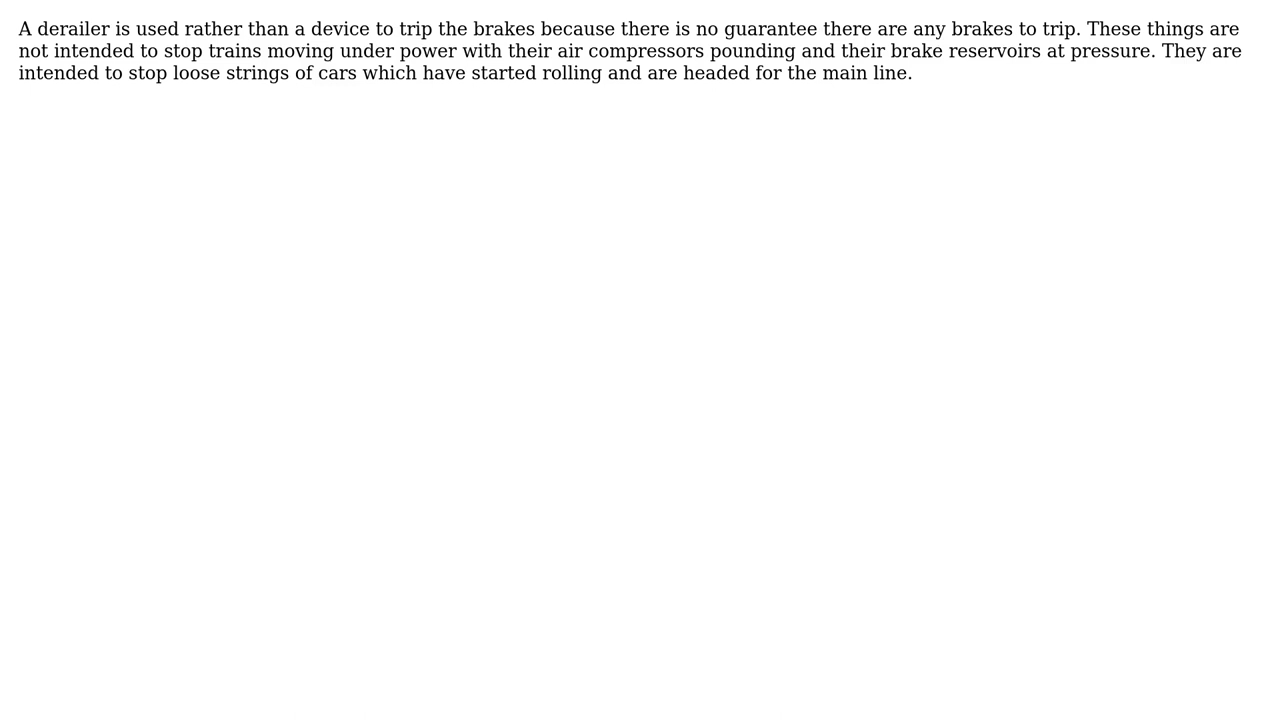 A derailer is used rather than a device to trip the brakes because there is no guarantee there are any brakes to trip. These things are
not intended to stop trains moving under power with their air compressors pounding and their brake reservoirs at pressure. They are
intended to stop loose strings of cars which have started rolling and are headed for the main line.